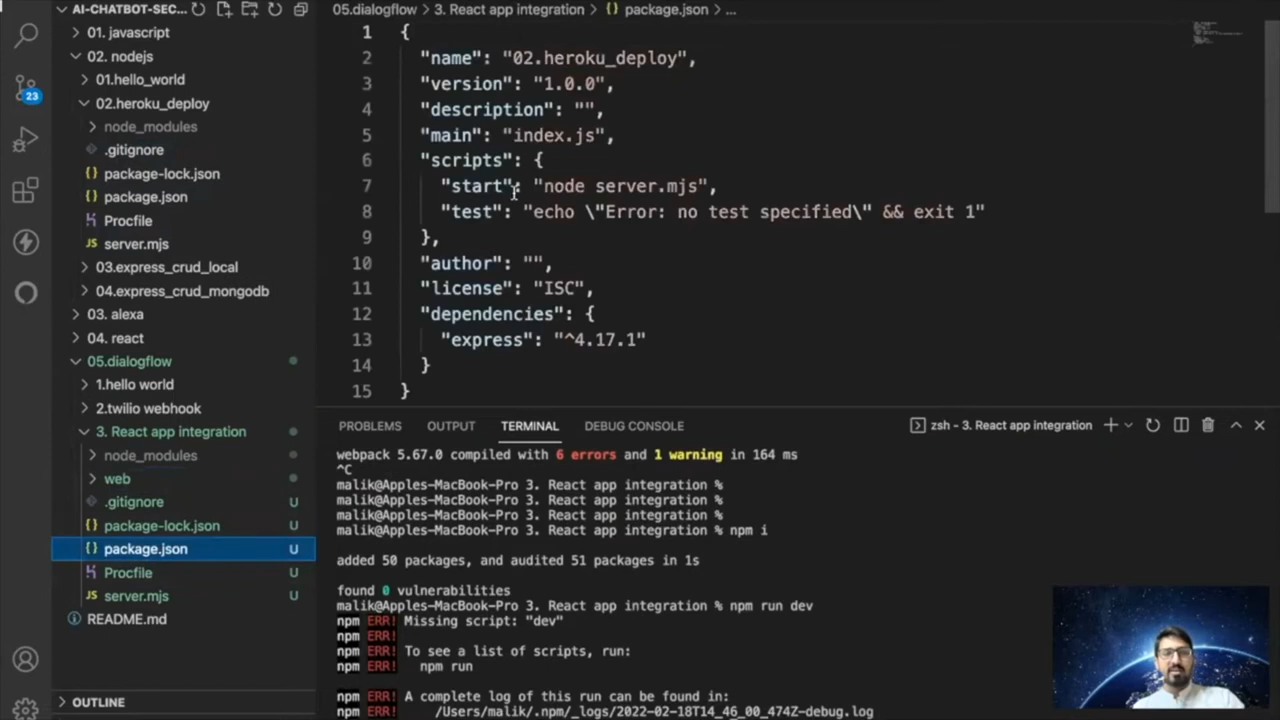 AI-CHATBOT-SEC...
01. javascript
02. nodejs
01.hello_world
02.heroku_deploy
node_modules
.gitignore
package-lock.json
package.json
Procfile
JS server.mjs
03.express_crud_local
04.express_crud_mongodb
03. alexa
04. react
05.dialogflow
1.hello world
2.twilio webhook
3. React app integration
node_modules
web
.gitignore U
package-lock.json U
package.json U
Procfile U
JS server.mjs U
README.md
OUTLINE
23
05.dialogflow > 3. React app integration > {} package.json > ...
1 {
2 "name": "02.heroku_deploy",
3 "version": "1.0.0",
4 "description": "",
5 "main": "index.js",
6 "scripts": {
7 "start": "node server.mjs",
8 "test": "echo \"Error: no test specified\" && exit 1"
9 },
10 "author": "",
11 "license": "ISC",
12 "dependencies": {
13 "express": "^4.17.1"
14 }
15 }
PROBLEMS OUTPUT TERMINAL DEBUG CONSOLE
zsh - 3. React app integration
webpack 5.67.0 compiled with 6 errors and 1 warning in 164 ms
^C
malik@Apples-MacBook-Pro 3. React app integration %
malik@Apples-MacBook-Pro 3. React app integration %
malik@Apples-MacBook-Pro 3. React app integration %
malik@Apples-MacBook-Pro 3. React app integration % npm i
added 50 packages, and audited 51 packages in 1s
found 0 vulnerabilities
malik@Apples-MacBook-Pro 3. React app integration % npm run dev
npm ERR! Missing script: "dev"
npm ERR!
npm ERR! To see a list of scripts, run:
npm ERR! npm run
npm ERR! A complete log of this run can be found in:
npm ERR! /Users/malik/.npm/_logs/2022-02-18T14_46_00_474Z-debug.log